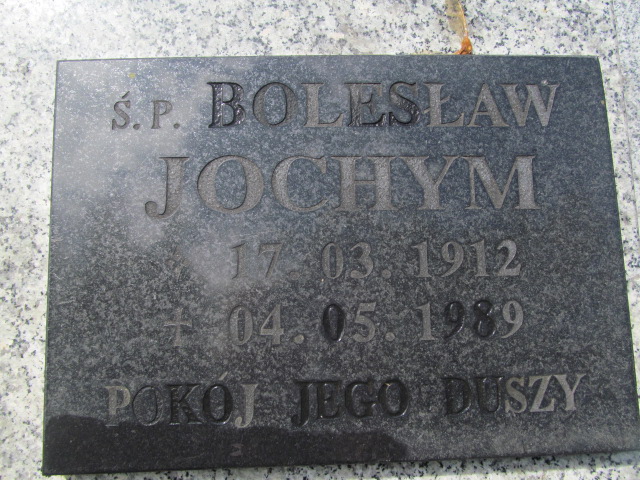 Ś.P. BOLESŁAW
JOCHYM
17.03.1912
+ 04.05.1989
POKÓJ JEGO DUSZY